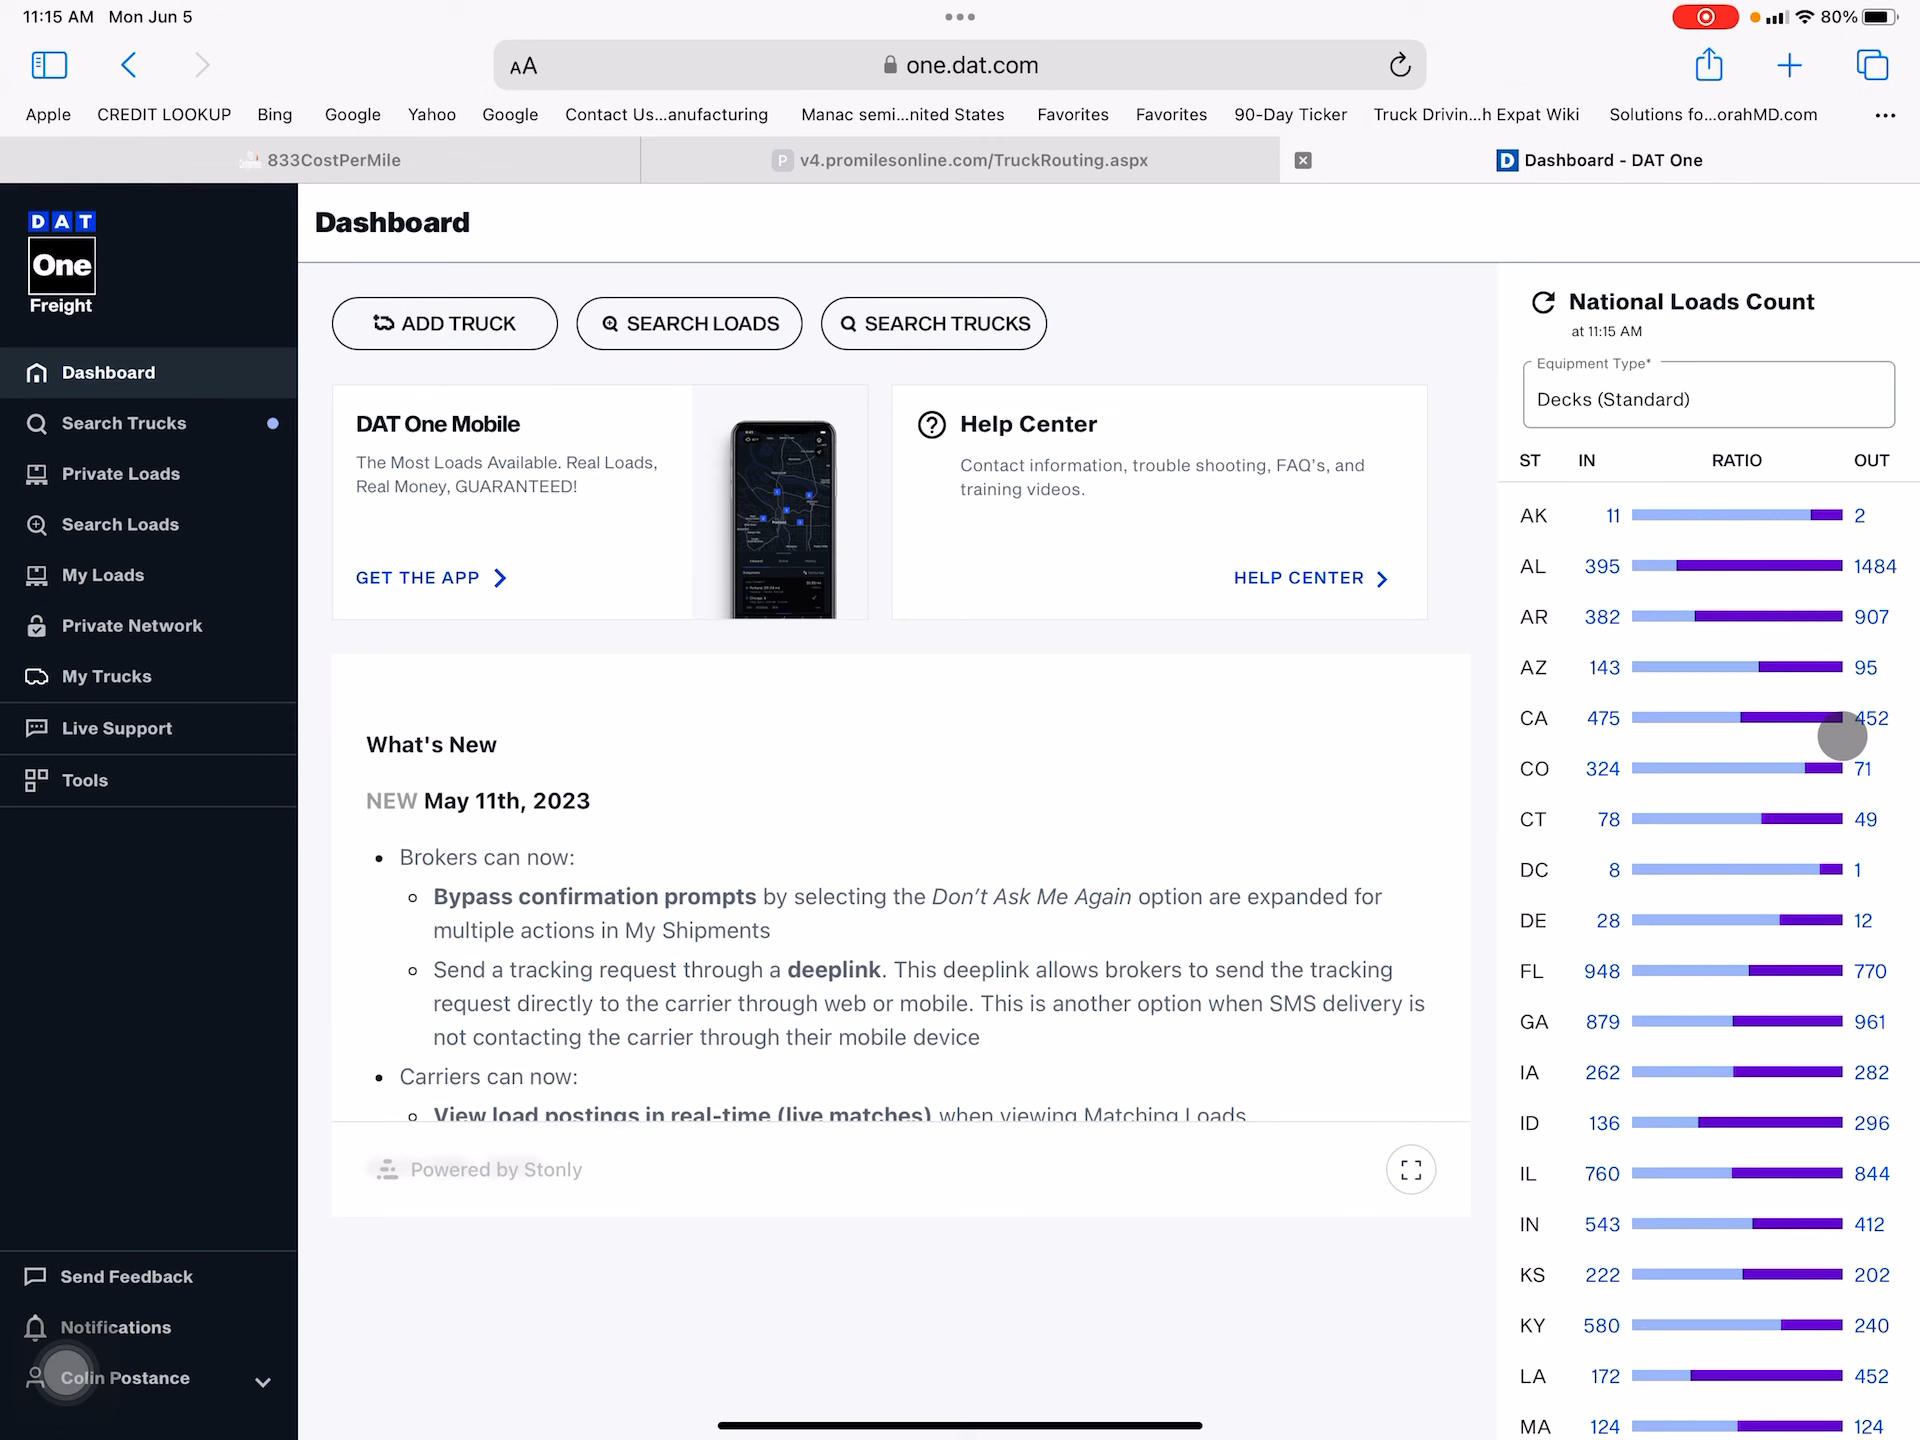 11:15 AM Mon Jun 5
80%
AA one.dat.com
Apple CREDIT LOOKUP Bing Google Yahoo Google Contact Us...anufacturing Manac semi...nited States Favorites Favorites 90-Day Ticker Truck Drivin...h Expat Wiki Solutions fo...orahMD.com
833CostPerMile
P v4.promilesonline.com/TruckRouting.aspx
D Dashboard - DAT One
DAT
One
Freight
Dashboard
Search Trucks
Private Loads
Search Loads
My Loads
Private Network
My Trucks
Live Support
Tools
Send Feedback
Notifications
Colin Postance
Dashboard
ADD TRUCK SEARCH LOADS SEARCH TRUCKS
DAT One Mobile
The Most Loads Available. Real Loads,
Real Money, GUARANTEED!
GET THE APP
Help Center
Contact information, trouble shooting, FAQ's, and
training videos.
HELP CENTER
What's New
NEW May 11th, 2023
• Brokers can now:
Bypass confirmation prompts by selecting the Don't Ask Me Again option are expanded for
multiple actions in My Shipments
Send a tracking request through a deeplink. This deeplink allows brokers to send the tracking
request directly to the carrier through web or mobile. This is another option when SMS delivery is
not contacting the carrier through their mobile device
• Carriers can now:
View load postings in real-time (live matches) when viewing Matching Loads
Powered by Stonly
National Loads Count
at 11:15 AM
Equipment Type*
Decks (Standard)
ST IN RATIO OUT
AK 11 2
AL 395 1484
AR 382 907
AZ 143 95
CA 475 452
CO 324 71
CT 78 49
DC 8 1
DE 28 12
FL 948 770
GA 879 961
IA 262 282
ID 136 296
IL 760 844
IN 543 412
KS 222 202
KY 580 240
LA 172 452
MA 124 124